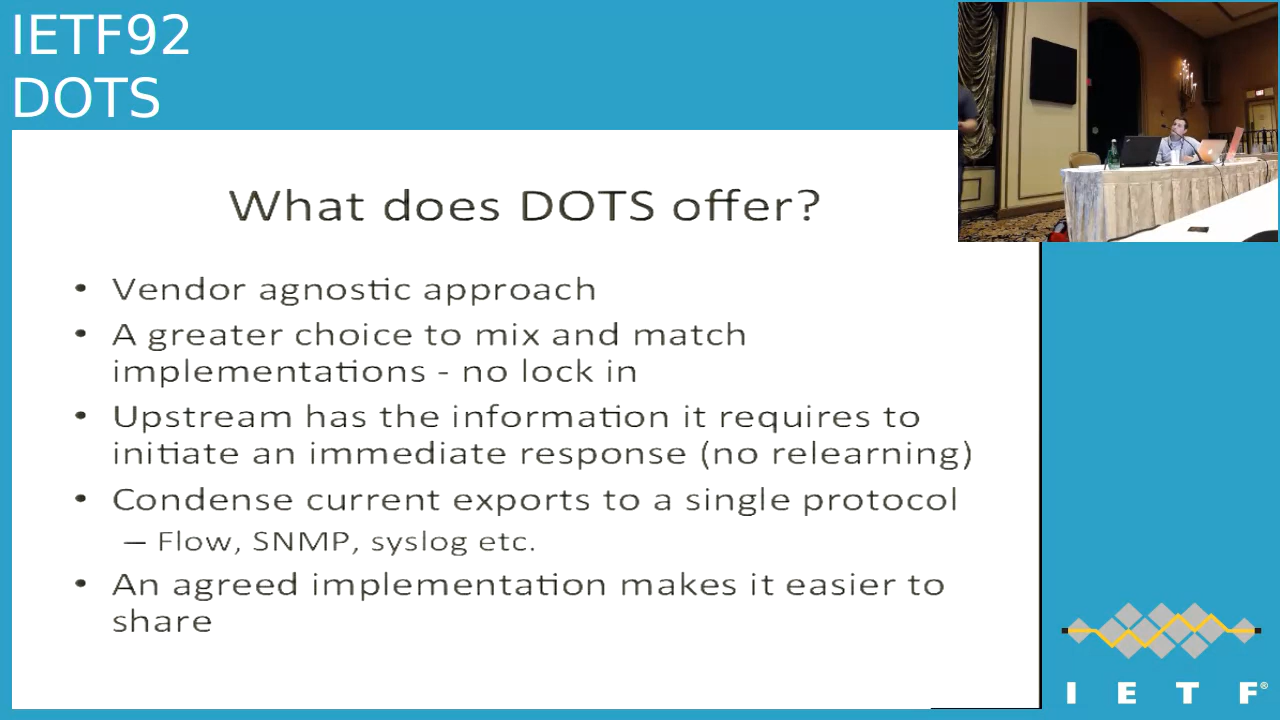 IETF92
DOTS
What does DOTS offer?
• Vendor agnostic approach
• A greater choice to mix and match
implementations - no lock in
• Upstream has the information it requires to
initiate an immediate response (no relearning)
• Condense current exports to a single protocol
– Flow, SNMP, syslog etc.
• An agreed implementation makes it easier to
share
I E T F®